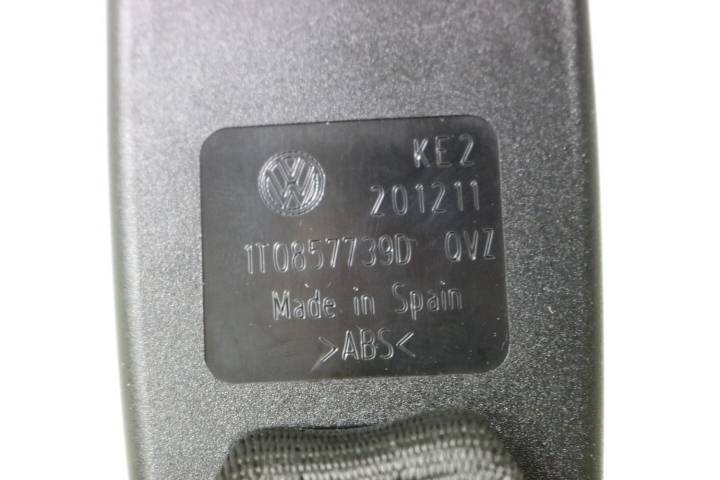 KE2
201211
1T0857739D QVZ
Made in Spain
>ABS<